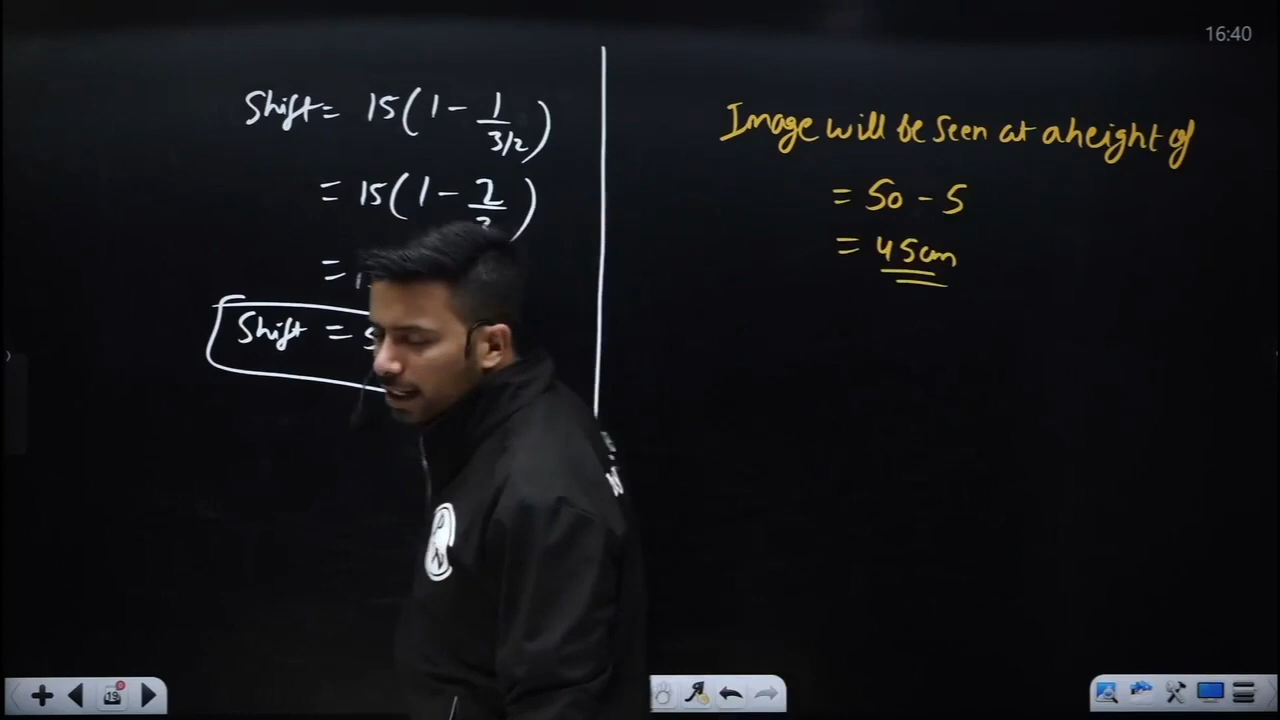 16:40
Shift = 15(1 - 1/(3/2))
= 15(1 - 2/
=
Shift =
Image will be seen at a height of
= 50 - 5
= 45cm
19